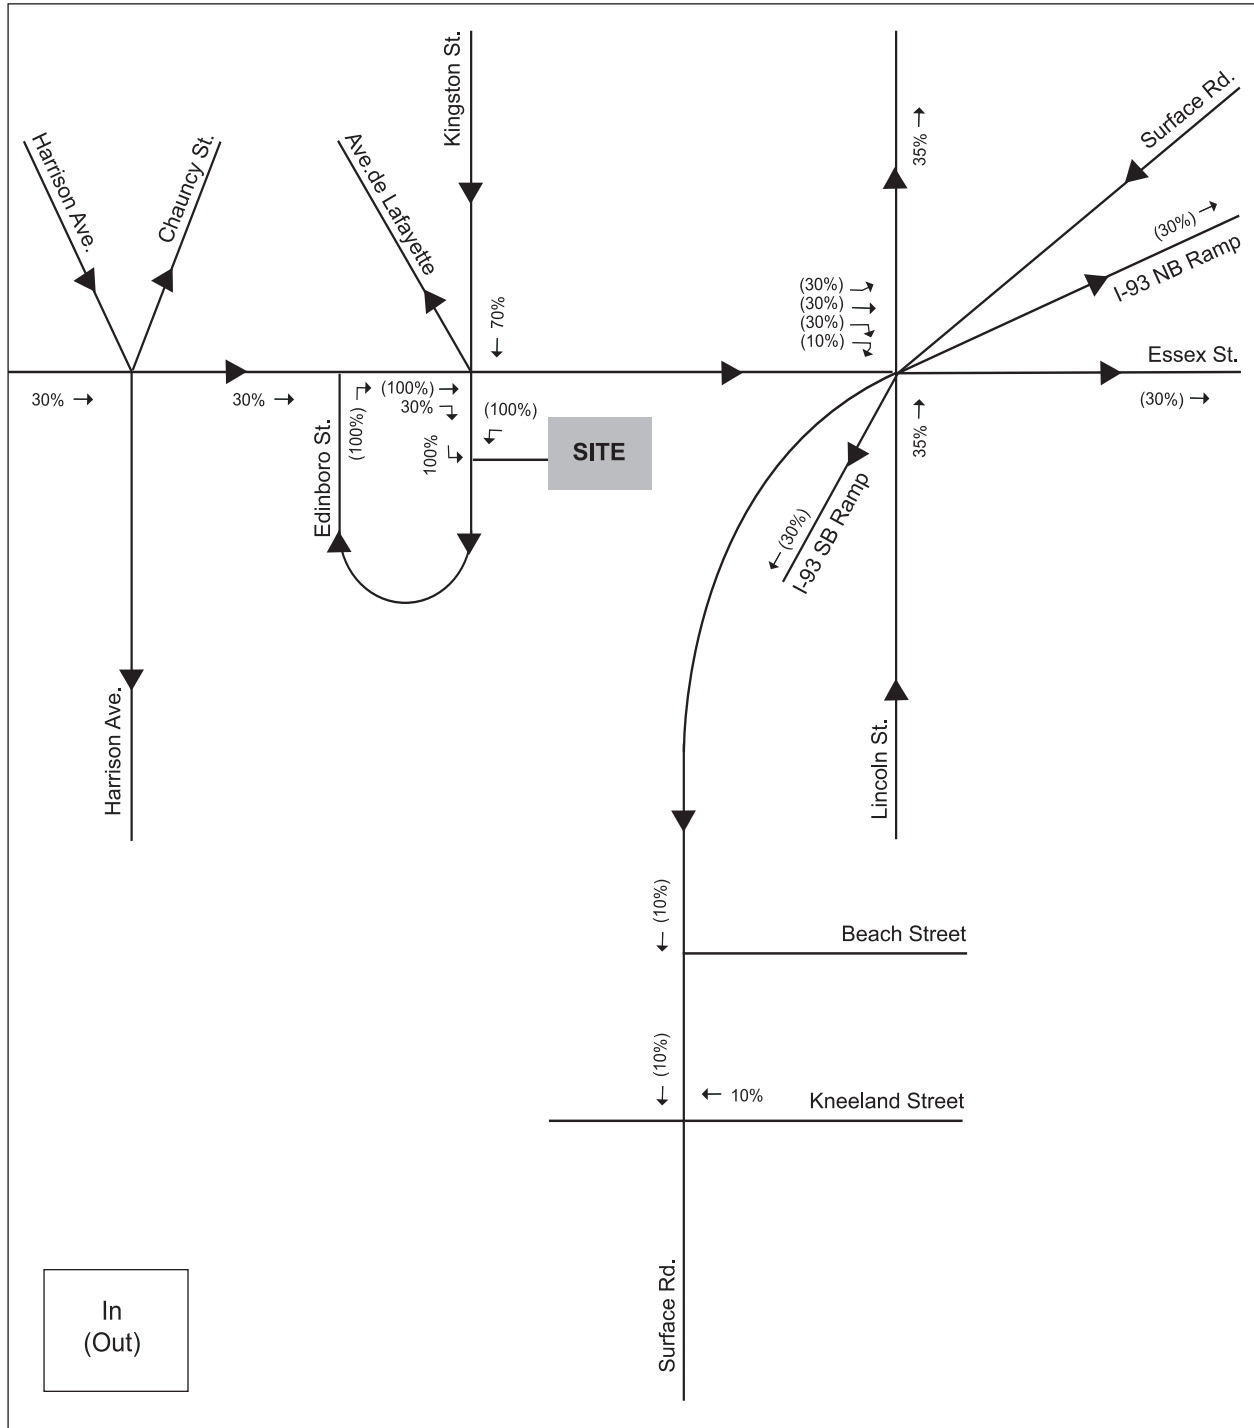 Kingston St.
Surface Rd.
35%
Harrison Ave.
Chauncy St.
Ave.de Lafayette
(30%)
I-93 NB Ramp
(30%)
(30%)
(30%)
(10%)
70%
Essex St.
30%
30%
(100%)
30%
(100%)
(100%)
100%
SITE
35%
(30%)
Edinboro St.
(30%)
I-93 SB Ramp
Harrison Ave.
Lincoln St.
(10%)
Beach Street
(10%)
10%
Kneeland Street
Surface Rd.
In
(Out)